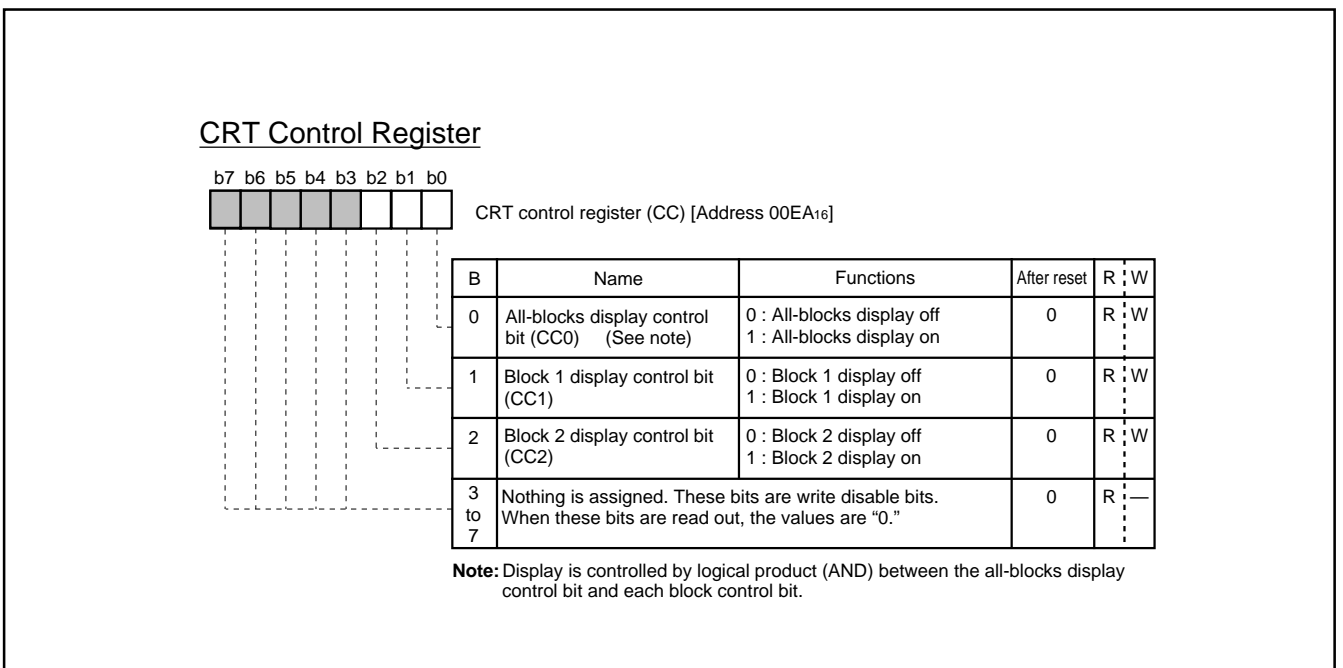 CRT Control Register
b7 b6 b5 b4 b3 b2 b1 b0
CRT control register (CC) [Address 00EA16]
B Name Functions After reset R W
0 All-blocks display control bit (CC0) (See note) 0 : All-blocks display off 0 R W
1 : All-blocks display on
1 Block 1 display control bit (CC1) 0 : Block 1 display off 0 R W
1 : Block 1 display on
2 Block 2 display control bit (CC2) 0 : Block 2 display off 0 R W
1 : Block 2 display on
3 to 7 Nothing is assigned. These bits are write disable bits. 0 R —
When these bits are read out, the values are “0.”
Note: Display is controlled by logical product (AND) between the all-blocks display
control bit and each block control bit.